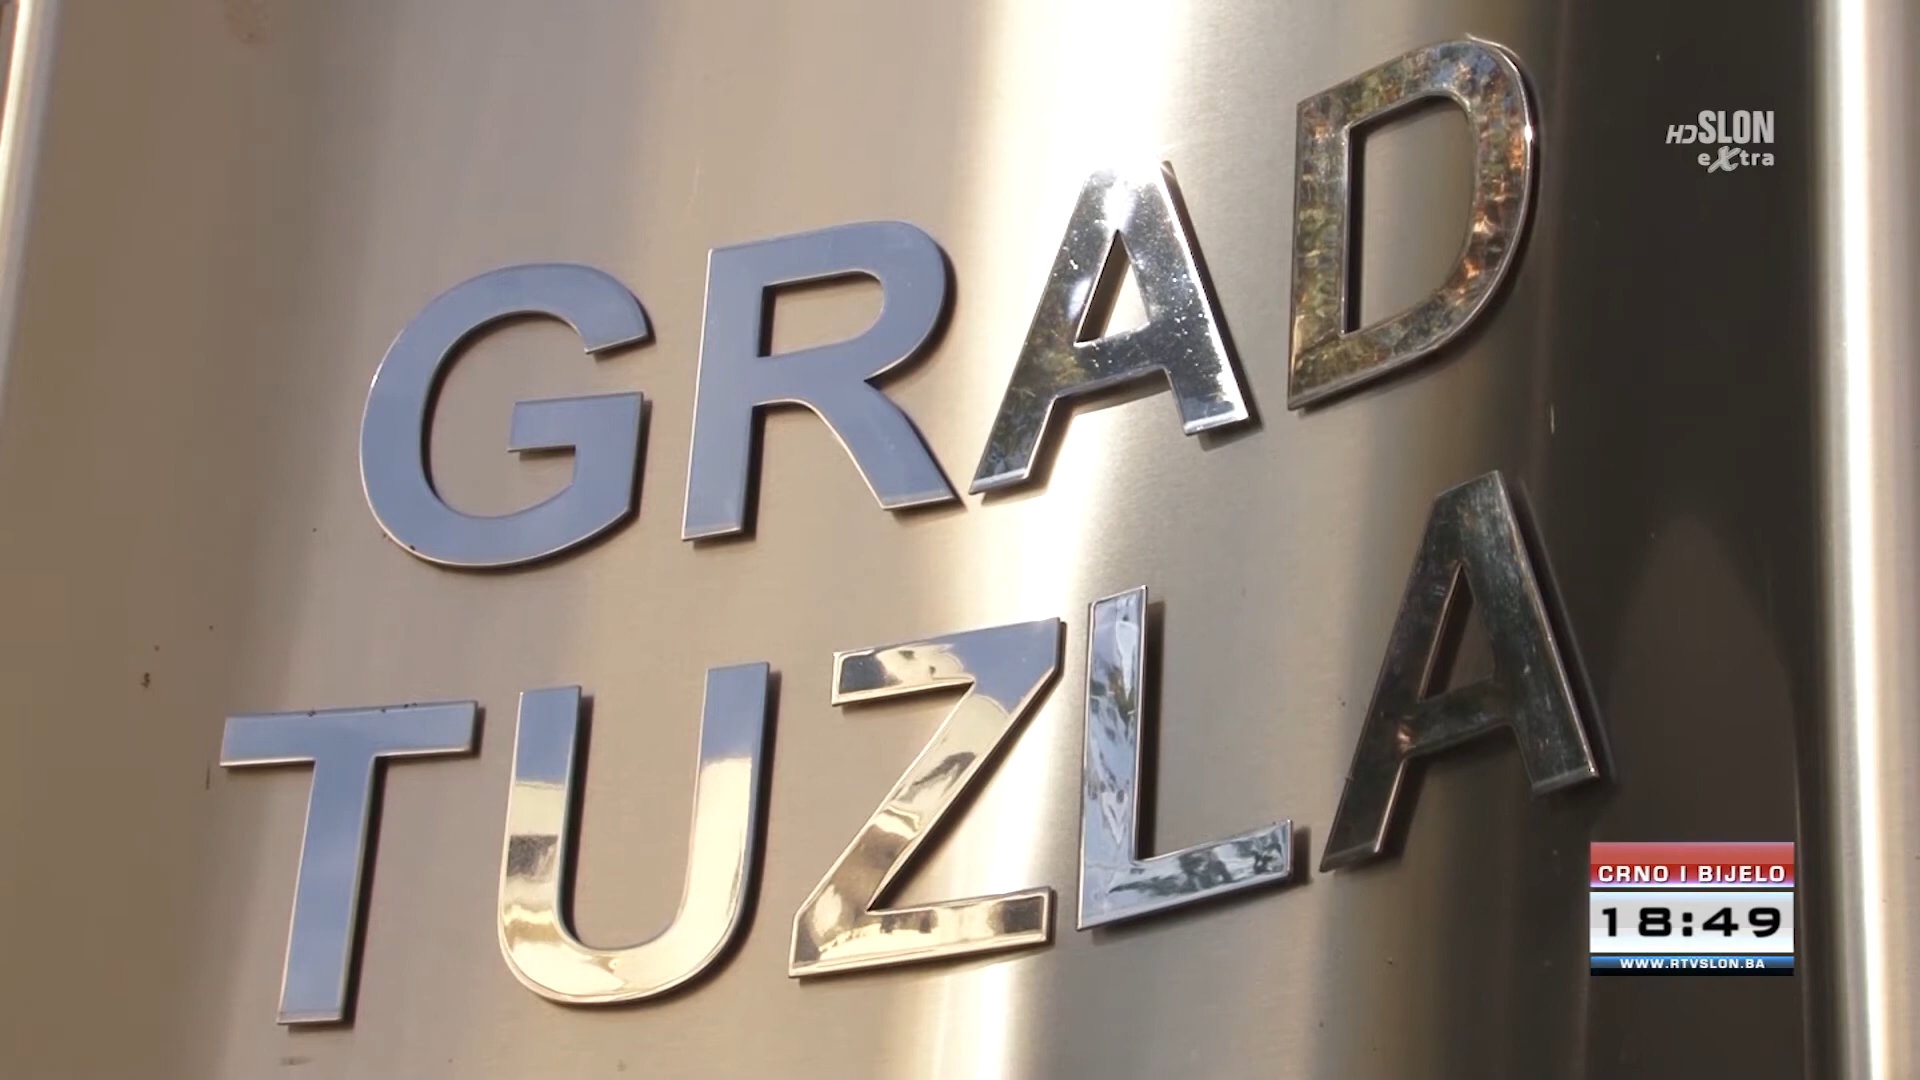 GRAD
TUZLA
HD SLON
eXtra
CRNO I BIJELO
18:49
WWW.RTVSLON.BA